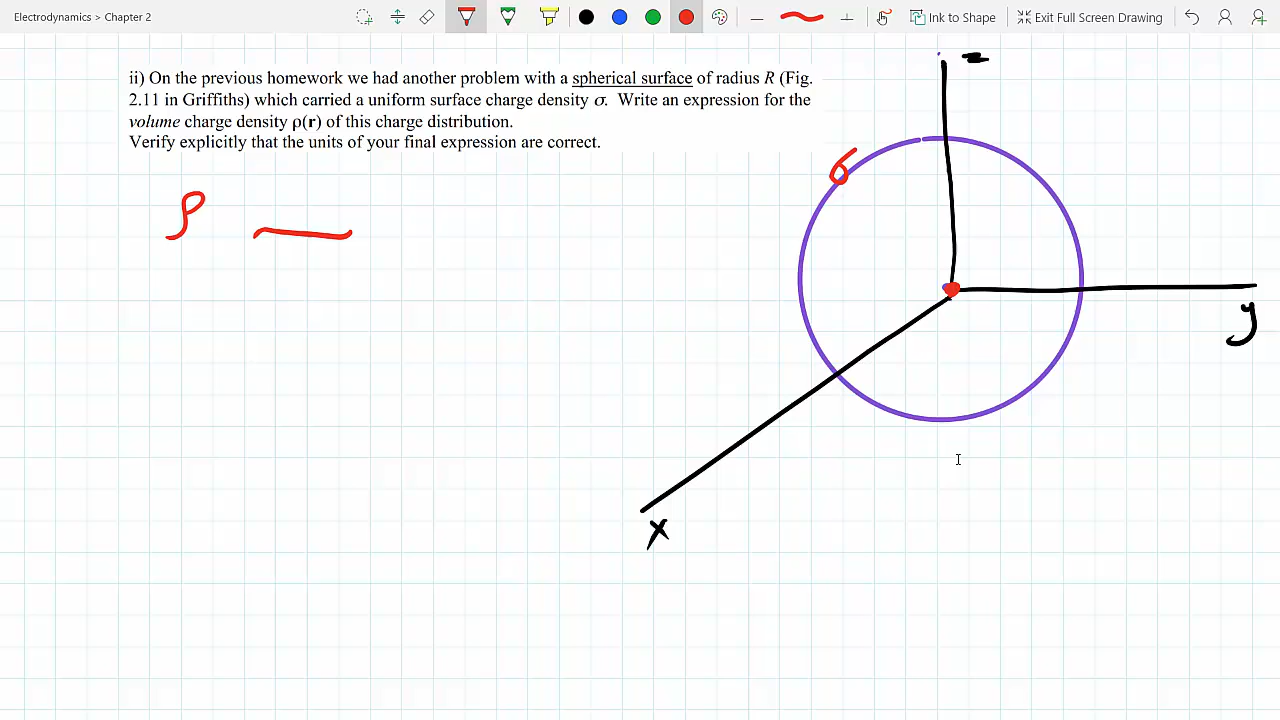 Electrodynamics > Chapter 2
Ink to Shape
Exit Full Screen Drawing
ii) On the previous homework we had another problem with a spherical surface of radius R (Fig.
2.11 in Griffiths) which carried a uniform surface charge density σ. Write an expression for the
volume charge density ρ(r) of this charge distribution.
Verify explicitly that the units of your final expression are correct.
z
σ
ρ
y
x